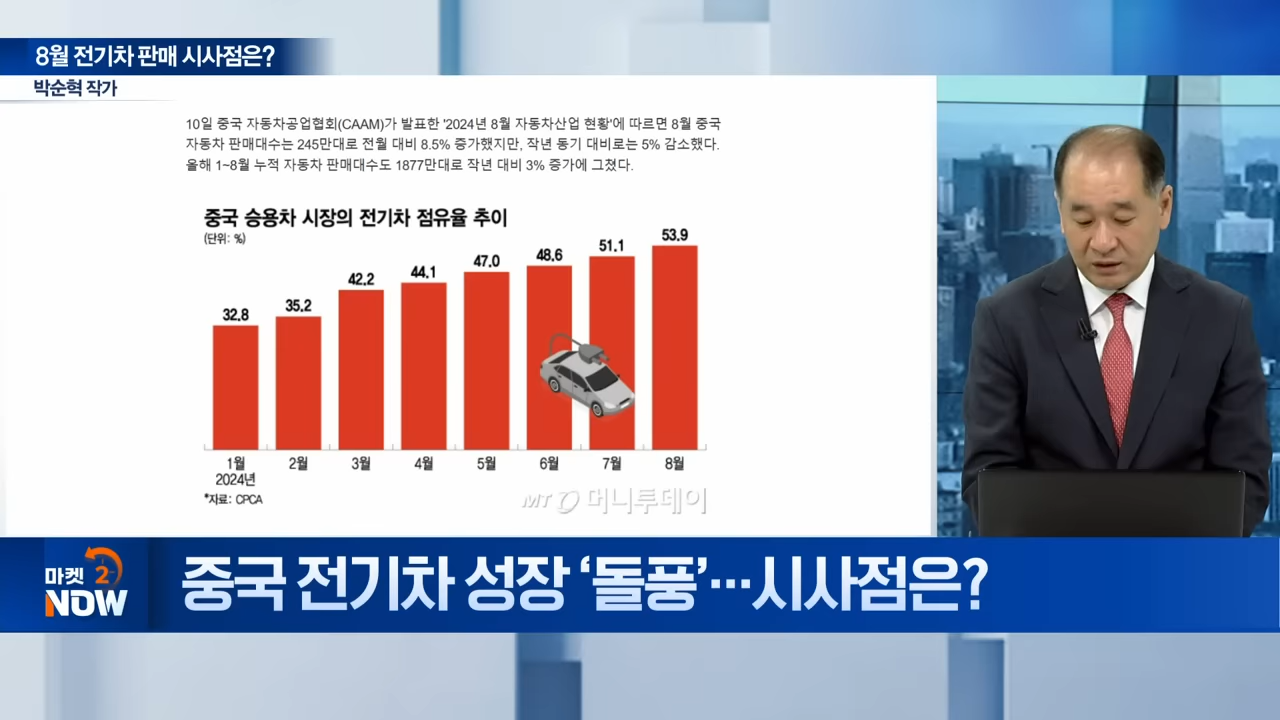 8월 전기차 판매 시사점은?
박순혁 작가
10일 중국 자동차공업협회(CAAM)가 발표한 '2024년 8월 자동차산업 현황'에 따르면 8월 중국
자동차 판매대수는 245만대로 전월 대비 8.5% 증가했지만, 작년 동기 대비로는 5% 감소했다.
올해 1~8월 누적 자동차 판매대수도 1877만대로 작년 대비 3% 증가에 그쳤다.
중국 승용차 시장의 전기차 점유율 추이
(단위: %)
32.8 35.2 42.2 44.1 47.0 48.6 51.1 53.9
1월 2월 3월 4월 5월 6월 7월 8월
2024년
*자료: CPCA
MT 머니투데이
마켓 2
NOW
중국 전기차 성장 ‘돌풍’…시사점은?